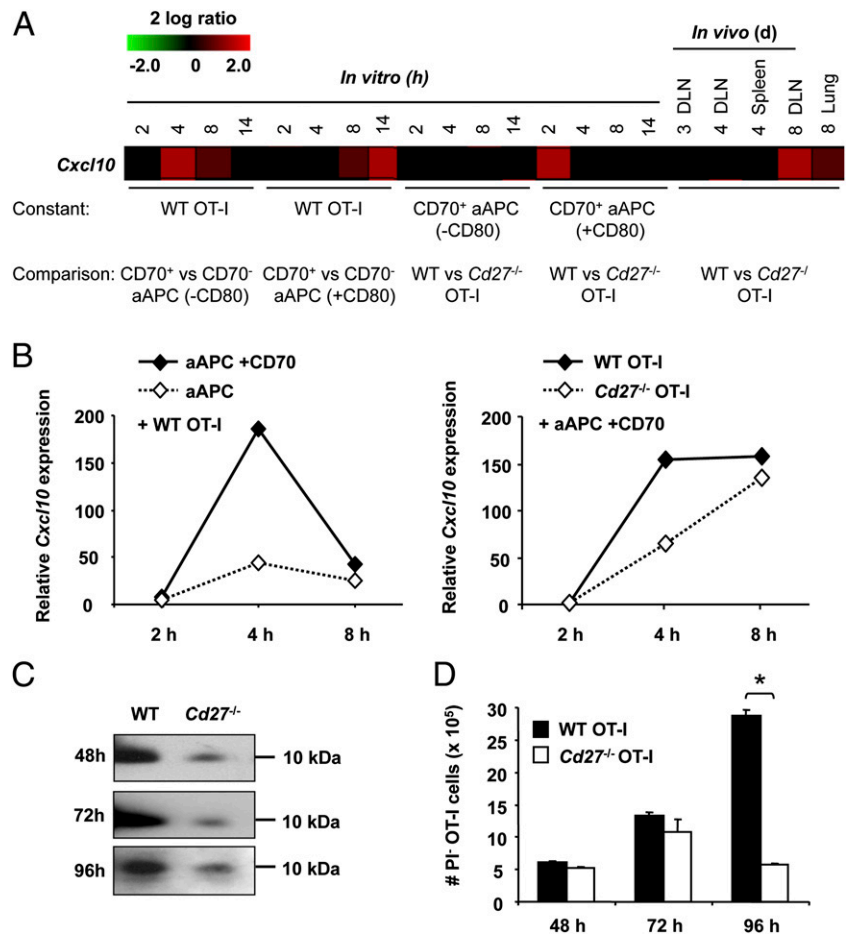 A
2 log ratio
-2.0 0 2.0
In vitro (h)
In vivo (d)
2 4 8 14 2 4 8 14 2 4 8 14 2 4 8 14 3 DLN 4 DLN 4 Spleen 8 DLN 8 Lung
Cxcl10
Constant: WT OT-I WT OT-I CD70+ aAPC CD70+ aAPC
(-CD80) (+CD80)
Comparison: CD70+ vs CD70- CD70+ vs CD70- WT vs Cd27-/- WT vs Cd27-/- WT vs Cd27-/
aAPC (-CD80) aAPC (+CD80) OT-I OT-I OT-I
B
aAPC +CD70
aAPC
+ WT OT-I
Relative Cxcl10 expression
200
150
100
50
0
2 h 4 h 8 h
WT OT-I
Cd27-/- OT-I
+ aAPC +CD70
Relative Cxcl10 expression
200
150
100
50
0
2 h 4 h 8 h
C
WT Cd27-/-
48h 10 kDa
72h 10 kDa
96h 10 kDa
D
*
WT OT-I
Cd27-/- OT-I
# PI- OT-I cells (x 10⁵)
30
25
20
15
10
5
0
48 h 72 h 96 h